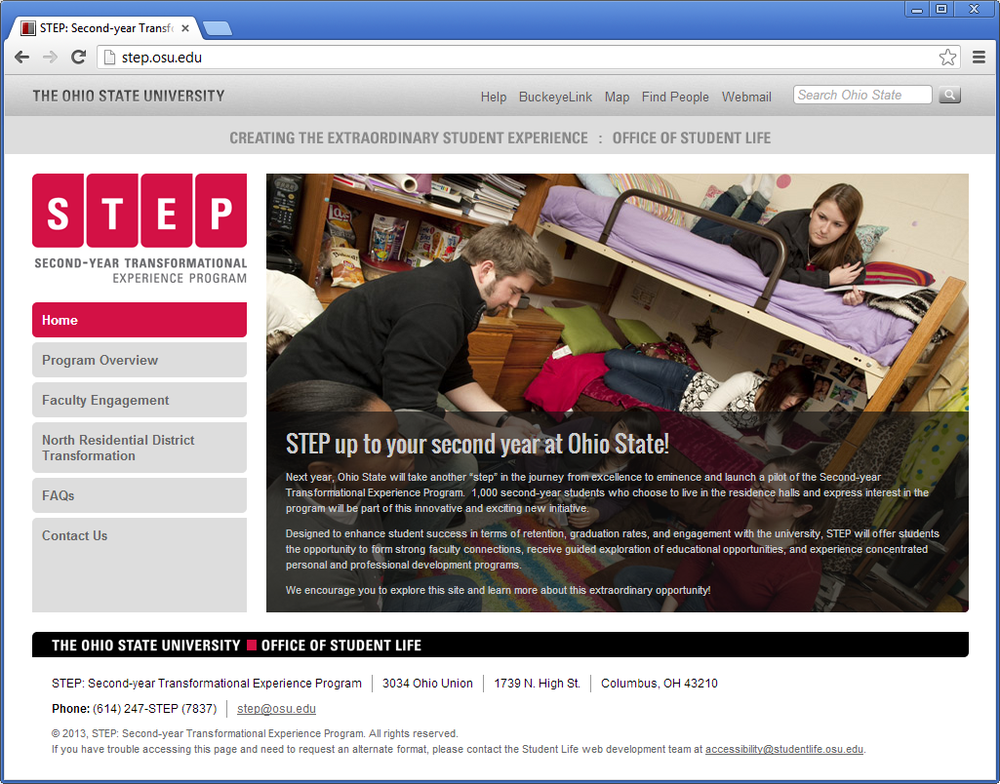 STEP: Second-year Transf
step.osu.edu
THE OHIO STATE UNIVERSITY
Help BuckeyeLink Map Find People Webmail Search Ohio State
CREATING THE EXTRAORDINARY STUDENT EXPERIENCE : OFFICE OF STUDENT LIFE
STEP
SECOND-YEAR TRANSFORMATIONAL
EXPERIENCE PROGRAM
Home
Program Overview
Faculty Engagement
North Residential District
Transformation
FAQs
Contact Us
STEP up to your second year at Ohio State!
Next year, Ohio State will take another "step" in the journey from excellence to eminence and launch a pilot of the Second-year
Transformational Experience Program.  1,000 second-year students who choose to live in the residence halls and express interest in the
program will be part of this innovative and exciting new initiative.
Designed to enhance student success in terms of retention, graduation rates, and engagement with the university, STEP will offer students
the opportunity to form strong faculty connections, receive guided exploration of educational opportunities, and experience concentrated
personal and professional development programs.
We encourage you to explore this site and learn more about this extraordinary opportunity!
THE OHIO STATE UNIVERSITY OFFICE OF STUDENT LIFE
STEP: Second-year Transformational Experience Program 3034 Ohio Union 1739 N. High St. Columbus, OH 43210
Phone: (614) 247-STEP (7837) step@osu.edu
© 2013, STEP: Second-year Transformational Experience Program. All rights reserved.
If you have trouble accessing this page and need to request an alternate format, please contact the Student Life web development team at accessibility@studentlife.osu.edu.